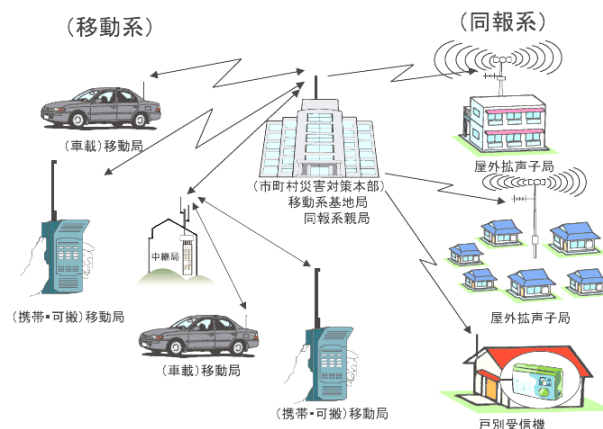 (移動系)
(同報系)
(車載)移動局
屋外拡声子局
(市町村災害対策本部)
移動系基地局
同報系親局
中継局
(携帯・可搬)移動局
屋外拡声子局
(車載)移動局
(携帯・可搬)移動局
戸別受信機